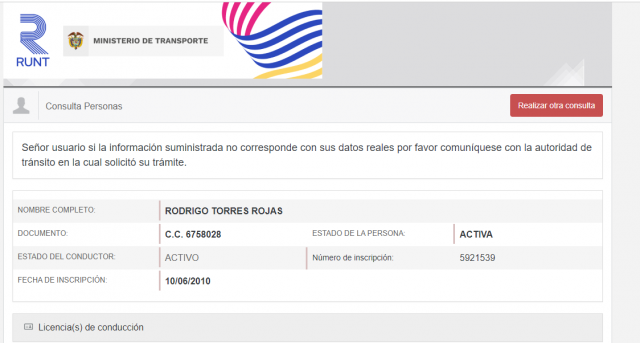 RUNT
MINISTERIO DE TRANSPORTE
Consulta Personas
Realizar otra consulta
Señor usuario si la información suministrada no corresponde con sus datos reales por favor comuníquese con la autoridad de
tránsito en la cual solicitó su trámite.
NOMBRE COMPLETO: RODRIGO TORRES ROJAS
DOCUMENTO: C.C. 6758028 ESTADO DE LA PERSONA: ACTIVA
ESTADO DEL CONDUCTOR: ACTIVO Número de inscripción: 5921539
FECHA DE INSCRIPCIÓN: 10/06/2010
Licencia(s) de conducción